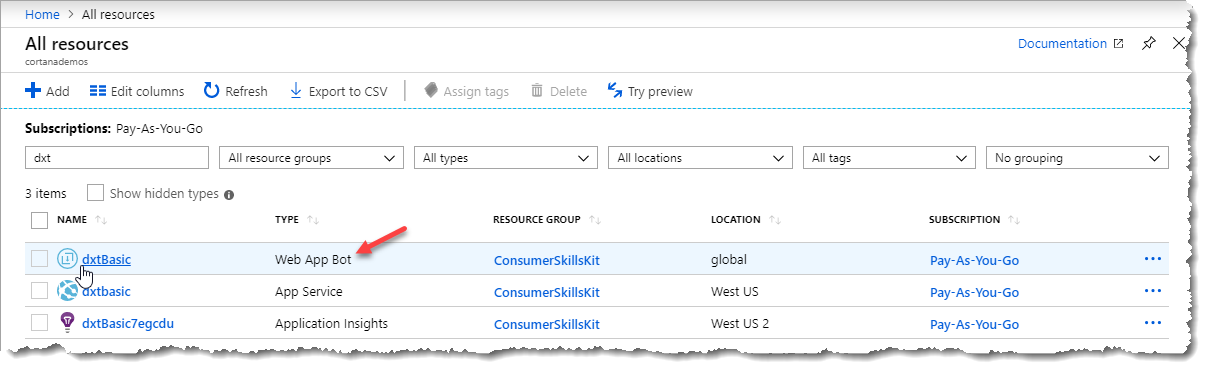 Home > All resources
All resources Documentation
cortanademos
Add Edit columns Refresh Export to CSV Assign tags Delete Try preview
Subscriptions: Pay-As-You-Go
dxt All resource groups All types All locations All tags No grouping
3 items Show hidden types
NAME TYPE RESOURCE GROUP LOCATION SUBSCRIPTION
dxtBasic Web App Bot ConsumerSkillsKit global Pay-As-You-Go
dxtbasic App Service ConsumerSkillsKit West US Pay-As-You-Go
dxtBasic7egcdu Application Insights ConsumerSkillsKit West US 2 Pay-As-You-Go